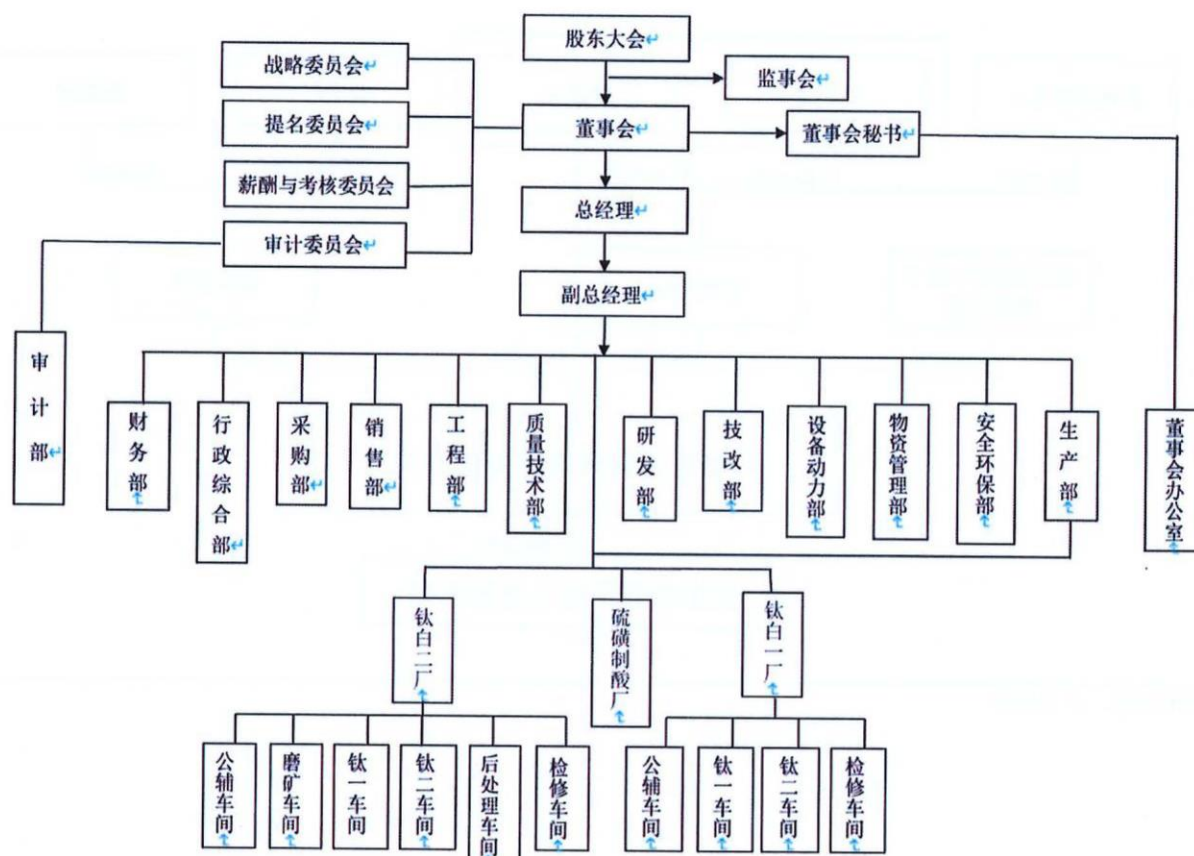 股东大会
战略委员会
监事会
提名委员会
董事会
董事会秘书
薪酬与考核委员会
总经理
审计委员会
副总经理
审计部
财务部
行政综合部
采购部
销售部
工程部
质量技术部
研发部
技改部
设备动力部
物资管理部
安全环保部
生产部
董事会办公室
钛白二厂
硫磺制酸厂
钛白一厂
公辅车间
磨矿车间
钛一车间
钛二车间
后处理车间
检修车间
公辅车间
钛一车间
钛二车间
检修车间